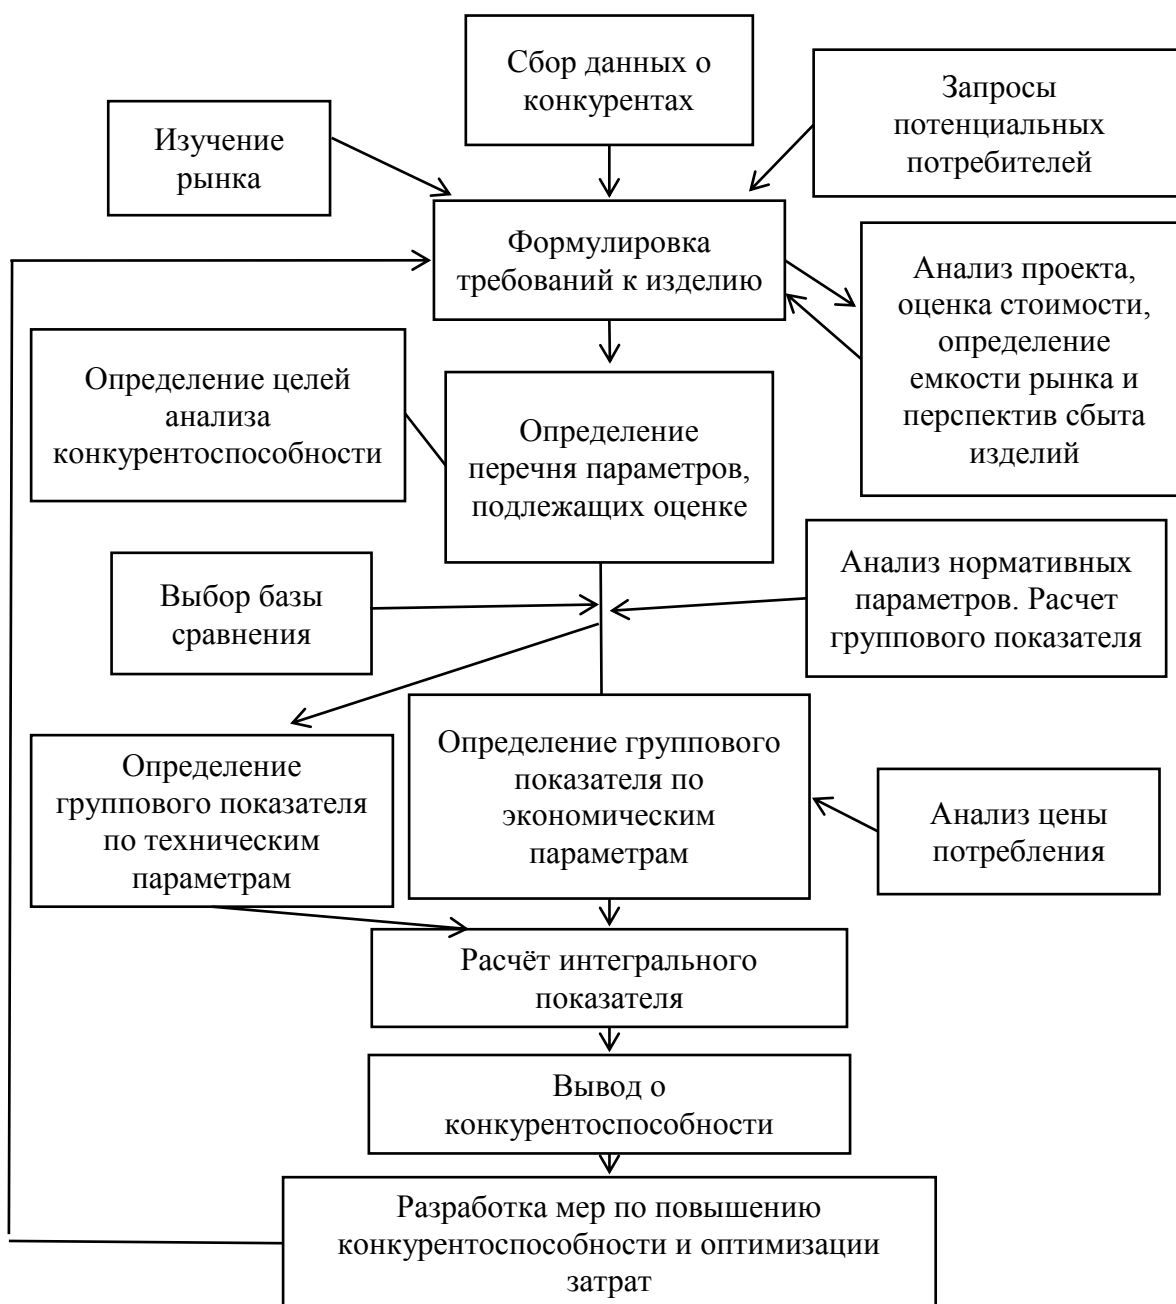 Сбор данных о
конкурентах
Запросы
потенциальных
потребителей
Изучение
рынка
Формулировка
требований к изделию
Анализ проекта,
оценка стоимости,
определение
емкости рынка и
перспектив сбыта
изделий
Определение целей
анализа
конкурентоспособности
Определение
перечня параметров,
подлежащих оценке
Выбор базы
сравнения
Анализ нормативных
параметров. Расчет
группового показателя
Определение
группового показателя
по техническим
параметрам
Определение группового
показателя по
экономическим
параметрам
Анализ цены
потребления
Расчёт интегрального
показателя
Вывод о
конкурентоспособности
Разработка мер по повышению
конкурентоспособности и оптимизации
затрат